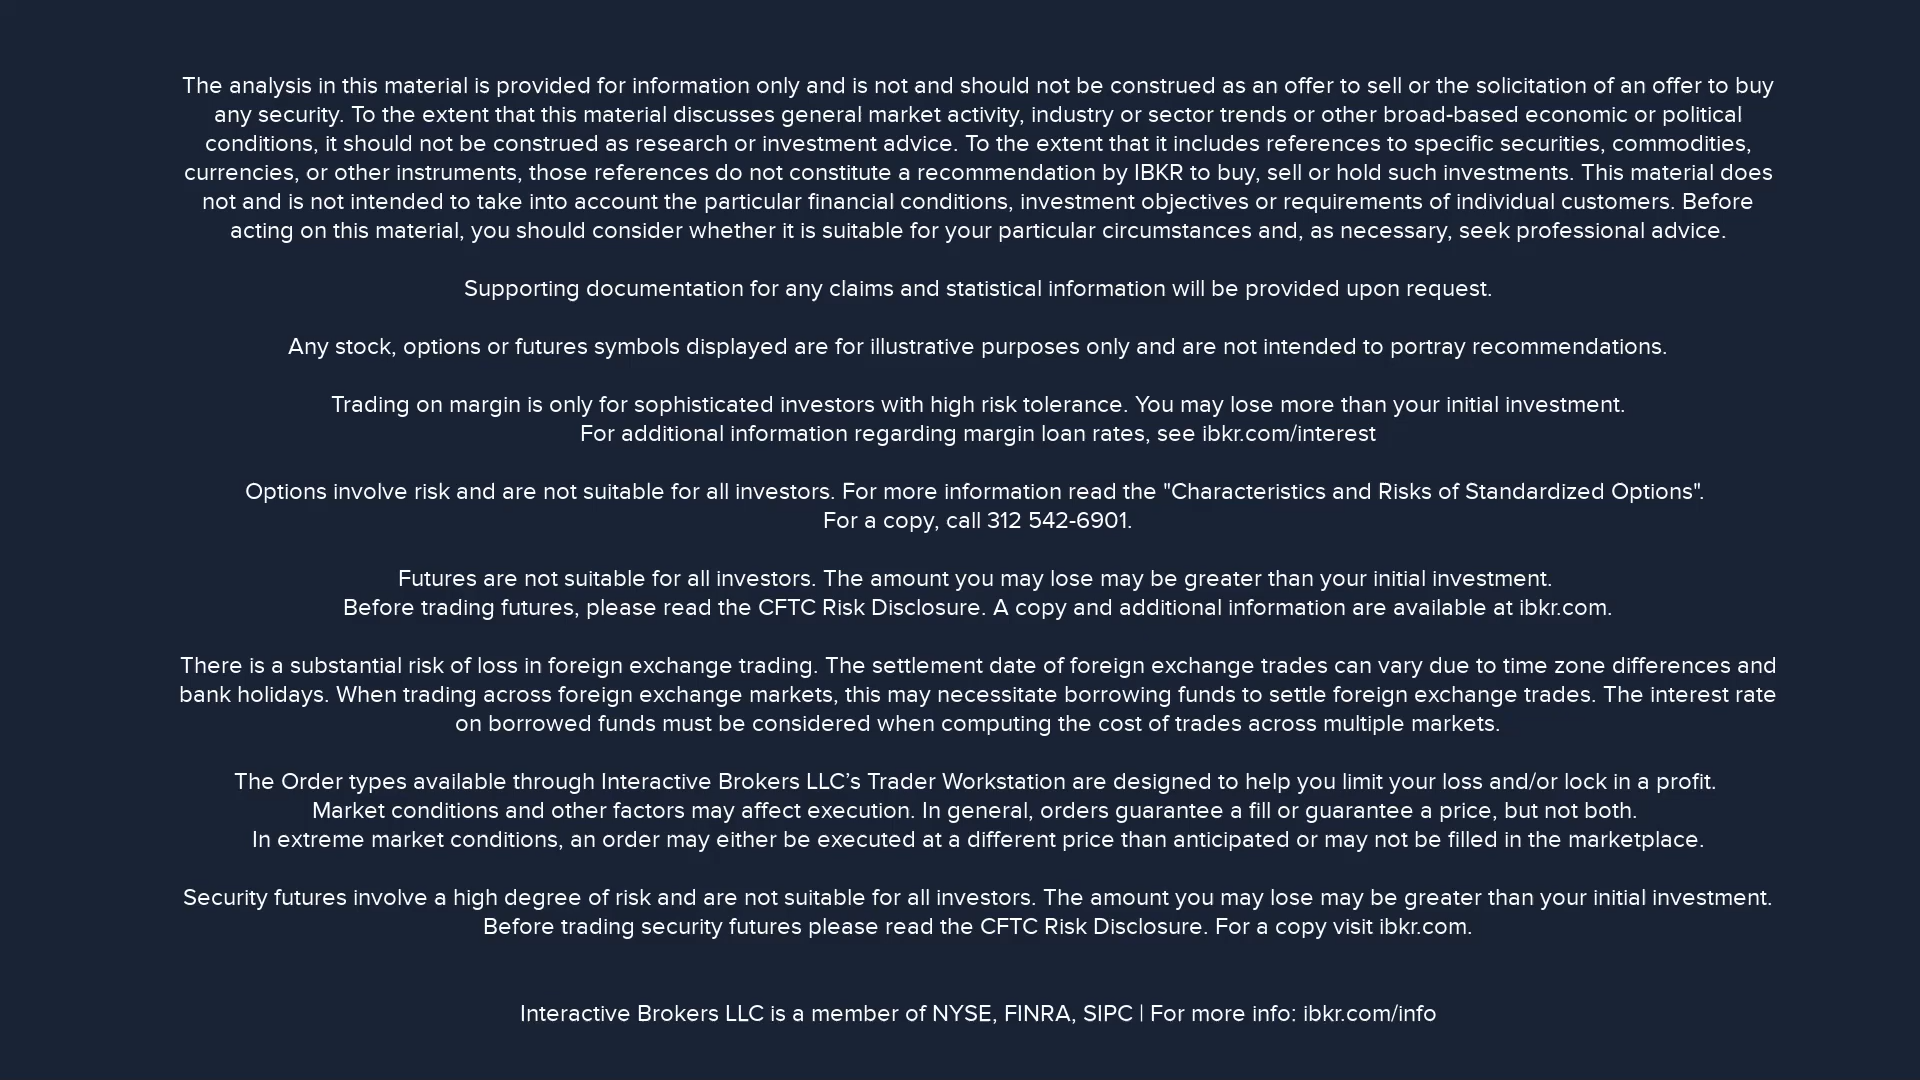 The analysis in this material is provided for information only and is not and should not be construed as an offer to sell or the solicitation of an offer to buy
any security. To the extent that this material discusses general market activity, industry or sector trends or other broad-based economic or political
conditions, it should not be construed as research or investment advice. To the extent that it includes references to specific securities, commodities,
currencies, or other instruments, those references do not constitute a recommendation by IBKR to buy, sell or hold such investments. This material does
not and is not intended to take into account the particular financial conditions, investment objectives or requirements of individual customers. Before
acting on this material, you should consider whether it is suitable for your particular circumstances and, as necessary, seek professional advice.
Supporting documentation for any claims and statistical information will be provided upon request.
Any stock, options or futures symbols displayed are for illustrative purposes only and are not intended to portray recommendations.
Trading on margin is only for sophisticated investors with high risk tolerance. You may lose more than your initial investment.
For additional information regarding margin loan rates, see ibkr.com/interest
Options involve risk and are not suitable for all investors. For more information read the "Characteristics and Risks of Standardized Options".
For a copy, call 312 542-6901.
Futures are not suitable for all investors. The amount you may lose may be greater than your initial investment.
Before trading futures, please read the CFTC Risk Disclosure. A copy and additional information are available at ibkr.com.
There is a substantial risk of loss in foreign exchange trading. The settlement date of foreign exchange trades can vary due to time zone differences and
bank holidays. When trading across foreign exchange markets, this may necessitate borrowing funds to settle foreign exchange trades. The interest rate
on borrowed funds must be considered when computing the cost of trades across multiple markets.
The Order types available through Interactive Brokers LLC’s Trader Workstation are designed to help you limit your loss and/or lock in a profit.
Market conditions and other factors may affect execution. In general, orders guarantee a fill or guarantee a price, but not both.
In extreme market conditions, an order may either be executed at a different price than anticipated or may not be filled in the marketplace.
Security futures involve a high degree of risk and are not suitable for all investors. The amount you may lose may be greater than your initial investment.
Before trading security futures please read the CFTC Risk Disclosure. For a copy visit ibkr.com.
Interactive Brokers LLC is a member of NYSE, FINRA, SIPC | For more info: ibkr.com/info